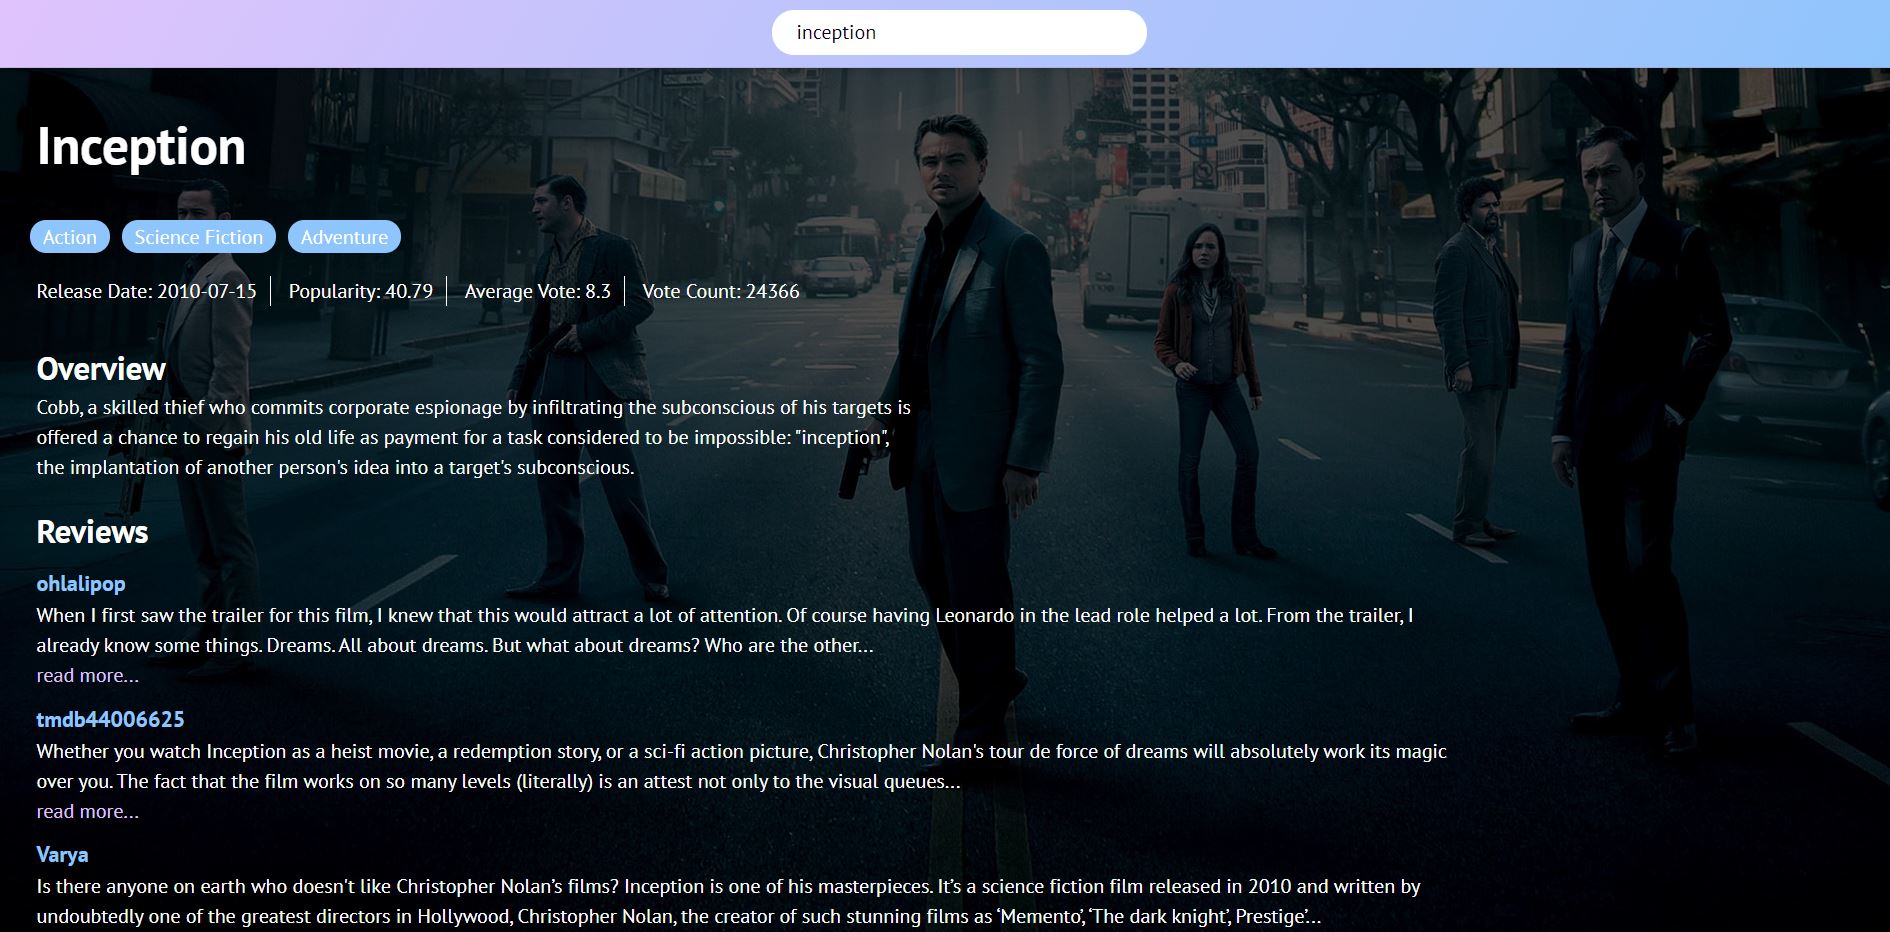 inception
Inception
Action Science Fiction Adventure
Release Date: 2010-07-15 Popularity: 40.79 Average Vote: 8.3 Vote Count: 24366
Overview
Cobb, a skilled thief who commits corporate espionage by infiltrating the subconscious of his targets is
offered a chance to regain his old life as payment for a task considered to be impossible: "inception",
the implantation of another person's idea into a target's subconscious.
Reviews
ohlalipop
When I first saw the trailer for this film, I knew that this would attract a lot of attention. Of course having Leonardo in the lead role helped a lot. From the trailer, I
already know some things. Dreams. All about dreams. But what about dreams? Who are the other...
read more...
tmdb44006625
Whether you watch Inception as a heist movie, a redemption story, or a sci-fi action picture, Christopher Nolan's tour de force of dreams will absolutely work its magic
over you. The fact that the film works on so many levels (literally) is an attest not only to the visual queues...
read more...
Varya
Is there anyone on earth who doesn't like Christopher Nolan’s films? Inception is one of his masterpieces. It’s a science fiction film released in 2010 and written by
undoubtedly one of the greatest directors in Hollywood, Christopher Nolan, the creator of such stunning films as ‘Memento’, ‘The dark knight’, Prestige’...